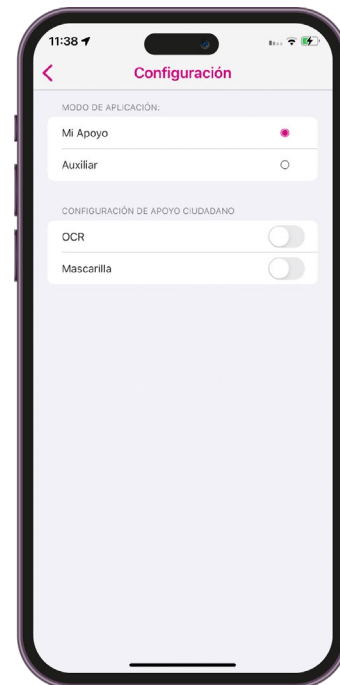 11:38
Configuración
MODO DE APLICACIÓN:
Mi Apoyo
Auxiliar
CONFIGURACIÓN DE APOYO CIUDADANO
OCR
Mascarilla